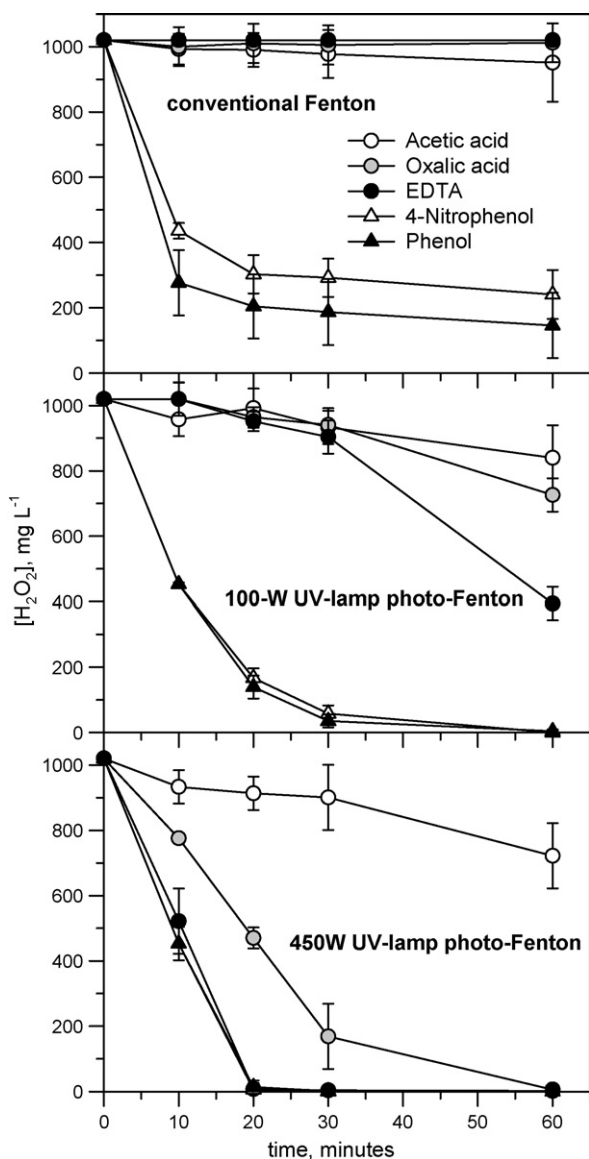 1000
800
600
400
200
0
conventional Fenton
Acetic acid
Oxalic acid
EDTA
4-Nitrophenol
Phenol
[H₂O₂], mg L⁻¹
1000
800
600
400
200
0
100-W UV-lamp photo-Fenton
1000
800
600
400
200
0
450W UV-lamp photo-Fenton
0 10 20 30 40 50 60
time, minutes